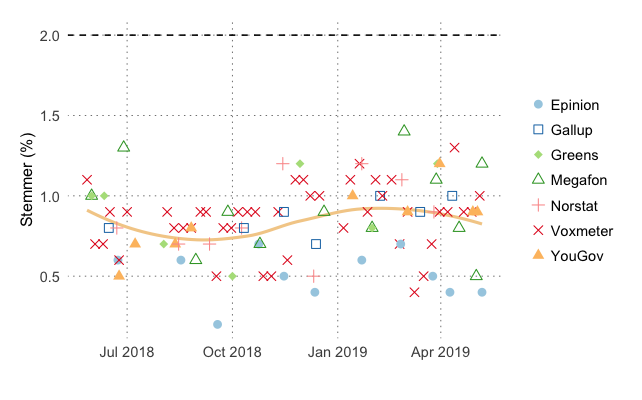 2.0
1.5
1.0
0.5
Stemmer (%)
Jul 2018
Oct 2018
Jan 2019
Apr 2019
Epinion
Gallup
Greens
Megafon
Norstat
Voxmeter
YouGov